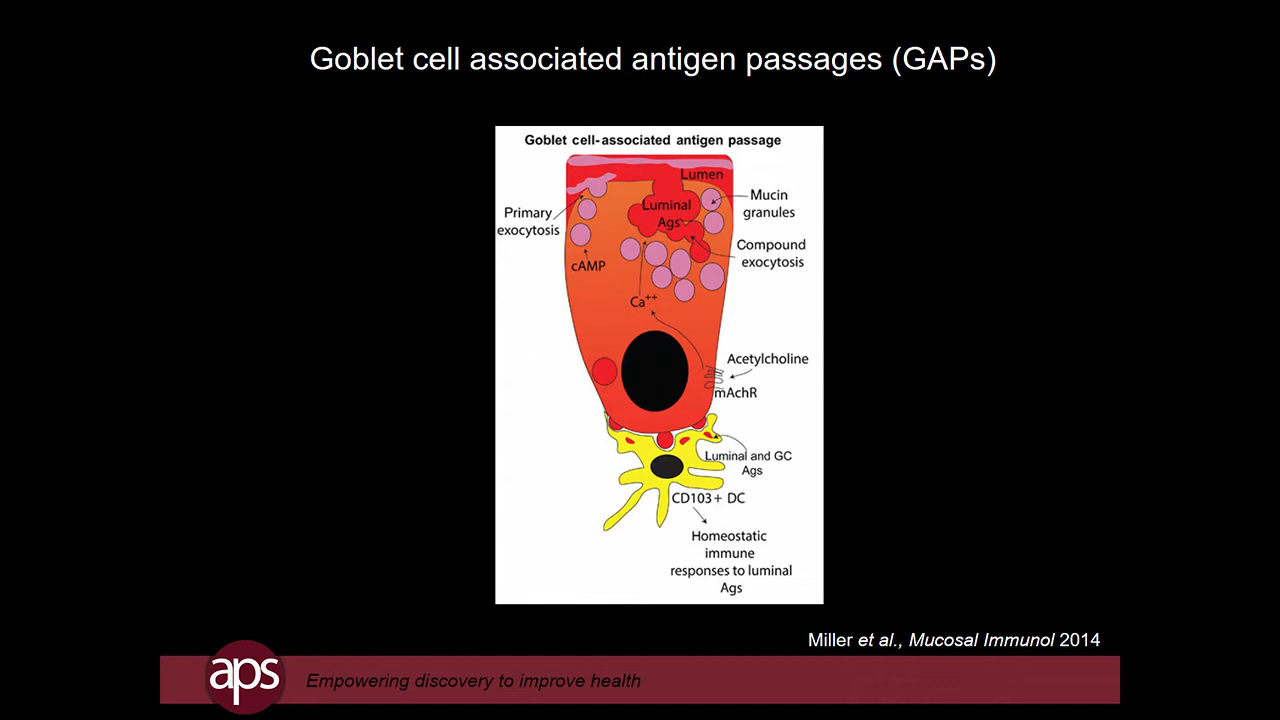 Goblet cell associated antigen passages (GAPs)
Goblet cell-associated antigen passage
Lumen
Luminal
Ags
Mucin
granules
Primary
exocytosis
Compound
exocytosis
cAMP
Ca++
Acetylcholine
mAchR
Luminal and GC
Ags
CD103+ DC
Homeostatic
immune
responses to luminal
Ags
Miller et al., Mucosal Immunol 2014
aps
Empowering discovery to improve health